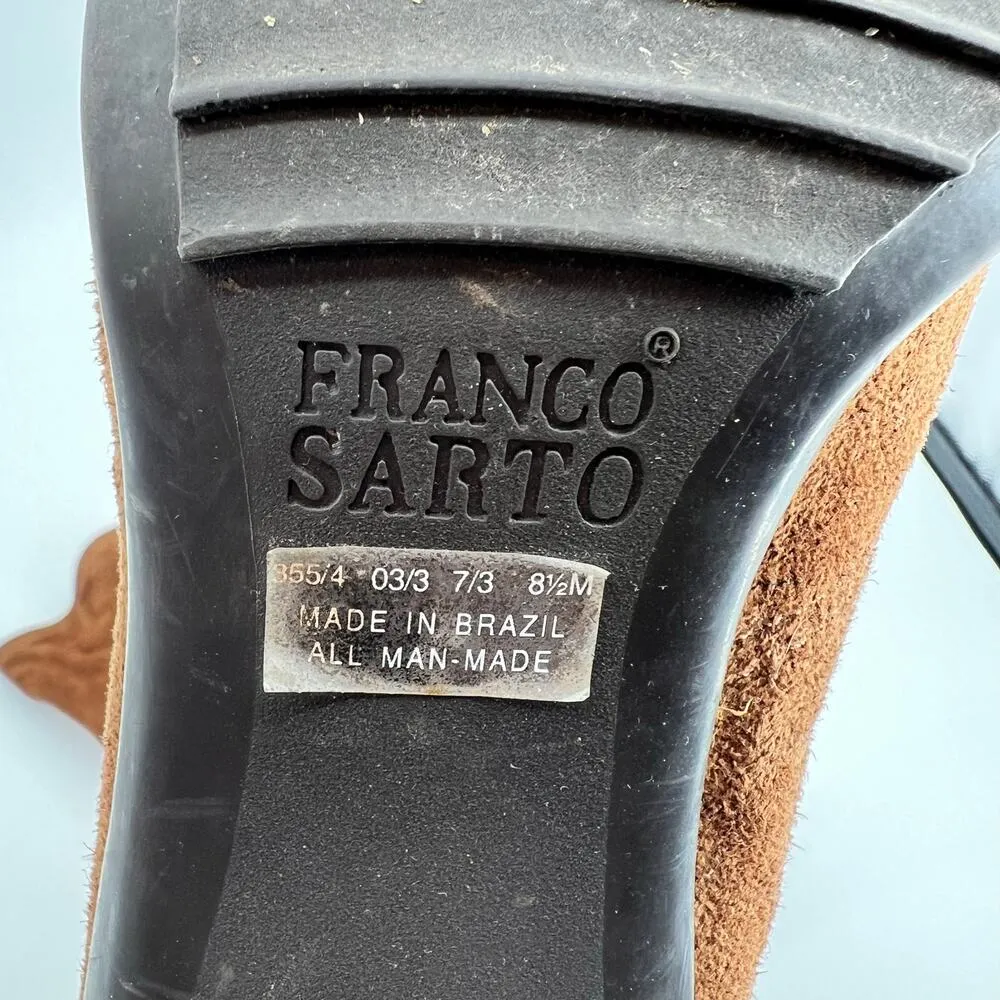 FRANCO®
SARTO
355/4 03/3 7/3 8½M
MADE IN BRAZIL
ALL MAN-MADE